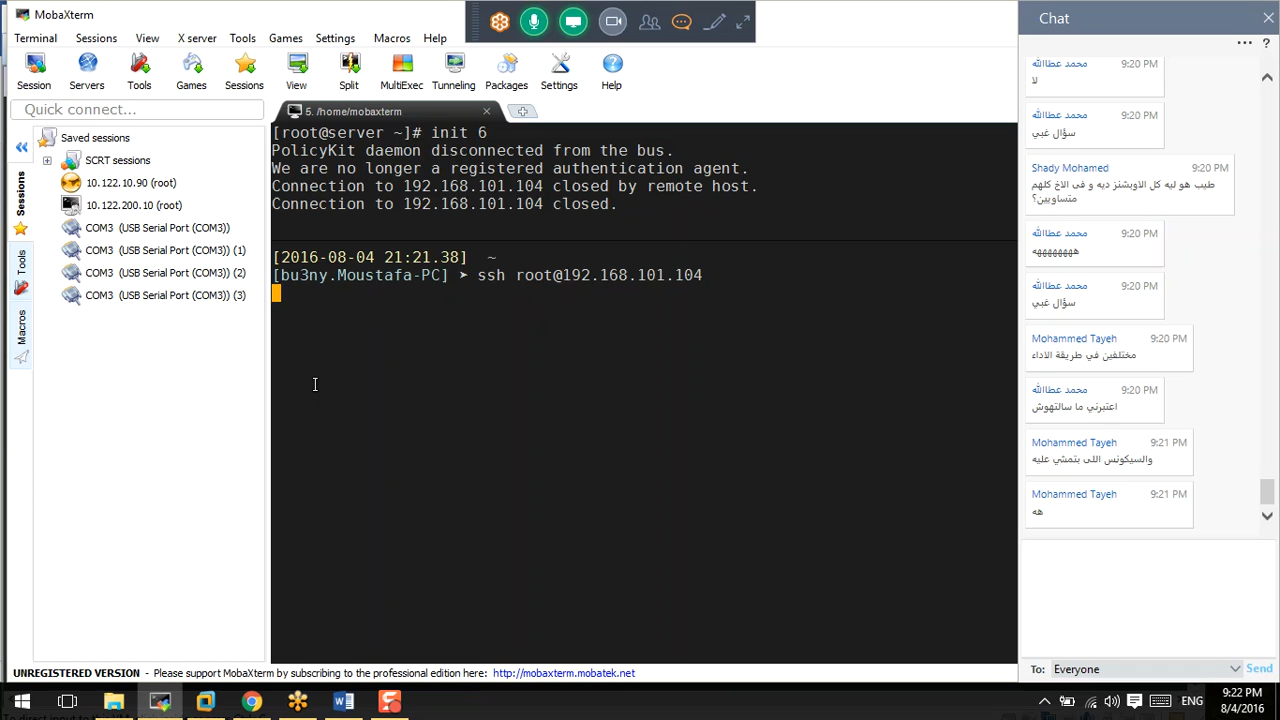 MobaXterm
Terminal Sessions View X server Tools Games Settings Macros Help
Session Servers Tools Games Sessions View Split MultiExec Tunneling Packages Settings Help
Quick connect...
5. /home/mobaxterm
Saved sessions
SCRT sessions
10.122.10.90 (root)
10.122.200.10 (root)
COM3 (USB Serial Port (COM3))
COM3 (USB Serial Port (COM3)) (1)
COM3 (USB Serial Port (COM3)) (2)
COM3 (USB Serial Port (COM3)) (3)
Sessions
Tools
Macros
[root@server ~]# init 6
PolicyKit daemon disconnected from the bus.
We are no longer a registered authentication agent.
Connection to 192.168.101.104 closed by remote host.
Connection to 192.168.101.104 closed.
[2016-08-04 21:21.38] ~
[bu3ny.Moustafa-PC] ➤ ssh root@192.168.101.104
Chat
?
محمد عطاالله 9:20 PM
لا
محمد عطاالله 9:20 PM
سؤال غبي
Shady Mohamed 9:20 PM
طيب هو ليه كل الاوبشنز ديه و فى الاخ كلهم
متساويين؟
محمد عطاالله 9:20 PM
هههههههههه
محمد عطاالله 9:20 PM
سؤال غبي
Mohammed Tayeh 9:20 PM
مختلفين في طريقة الاداء
محمد عطاالله 9:20 PM
اعتبرني ما سالتهوش
Mohammed Tayeh 9:21 PM
والسيكونس اللى بتمشي عليه
Mohammed Tayeh 9:21 PM
هه
To: Everyone Send
UNREGISTERED VERSION - Please support MobaXterm by subscribing to the professional edition here: http://mobaxterm.mobatek.net
ENG
9:22 PM
8/4/2016